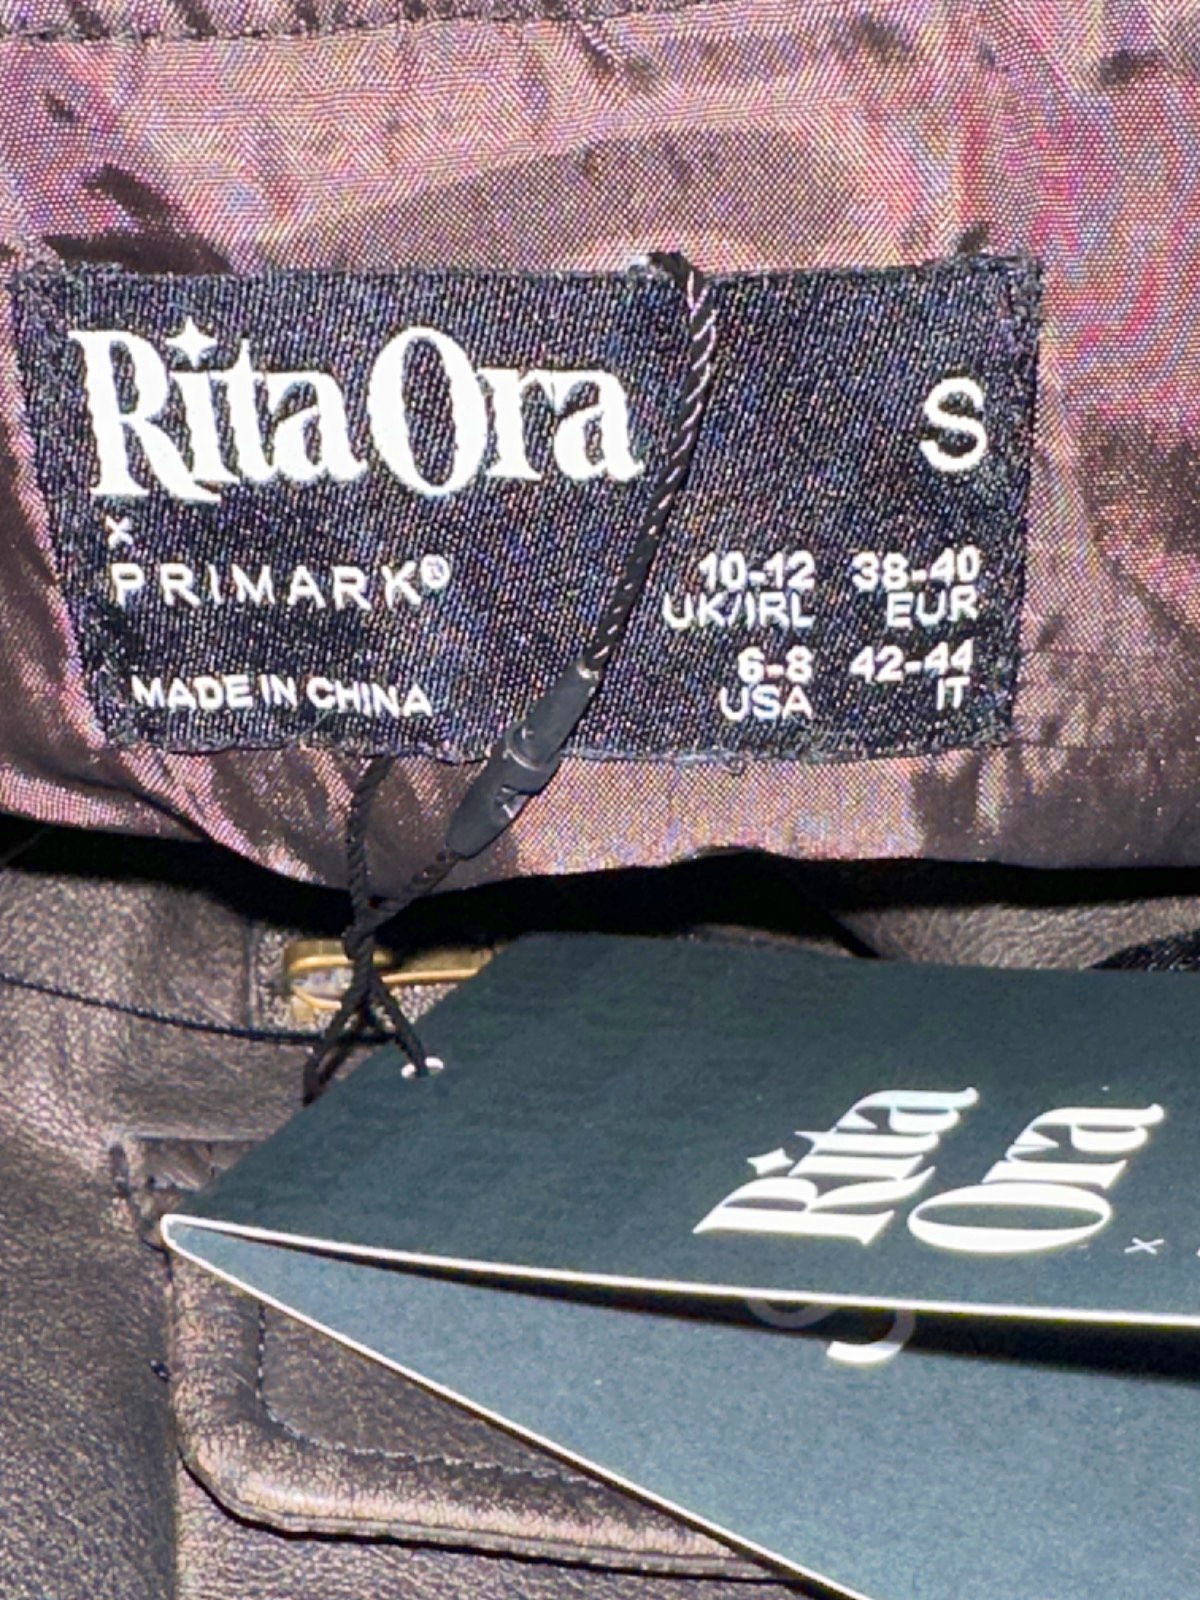 Rita Ora
S
x
PRIMARK®
10-12 38-40
UK/IRL EUR
6-8 42-44
USA IT
MADE IN CHINA
Rita
Ora
x